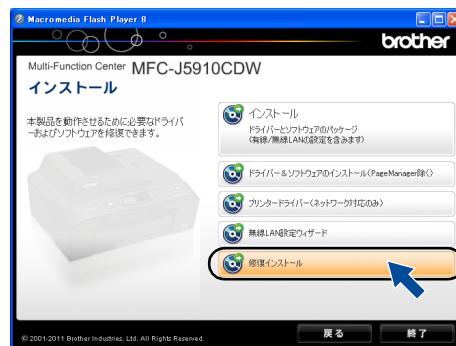 Macromedia Flash Player 8
brother
Multi-Function Center MFC-J5910CDW
インストール
本製品を動作させるために必要なドライバ
ーおよびソフトウェアを修復できます。
インストール
ドライバーとソフトウェアのパッケージ
(有線/無線LANの設定を含みます)
ドライバー&ソフトウェアのインストール(PageManager除く)
プリンタードライバー(ネットワーク対応のみ)
無線LAN設定ウィザード
修復インストール
© 2001-2011 Brother Industries, Ltd. All Rights Reserved.
戻る
終了